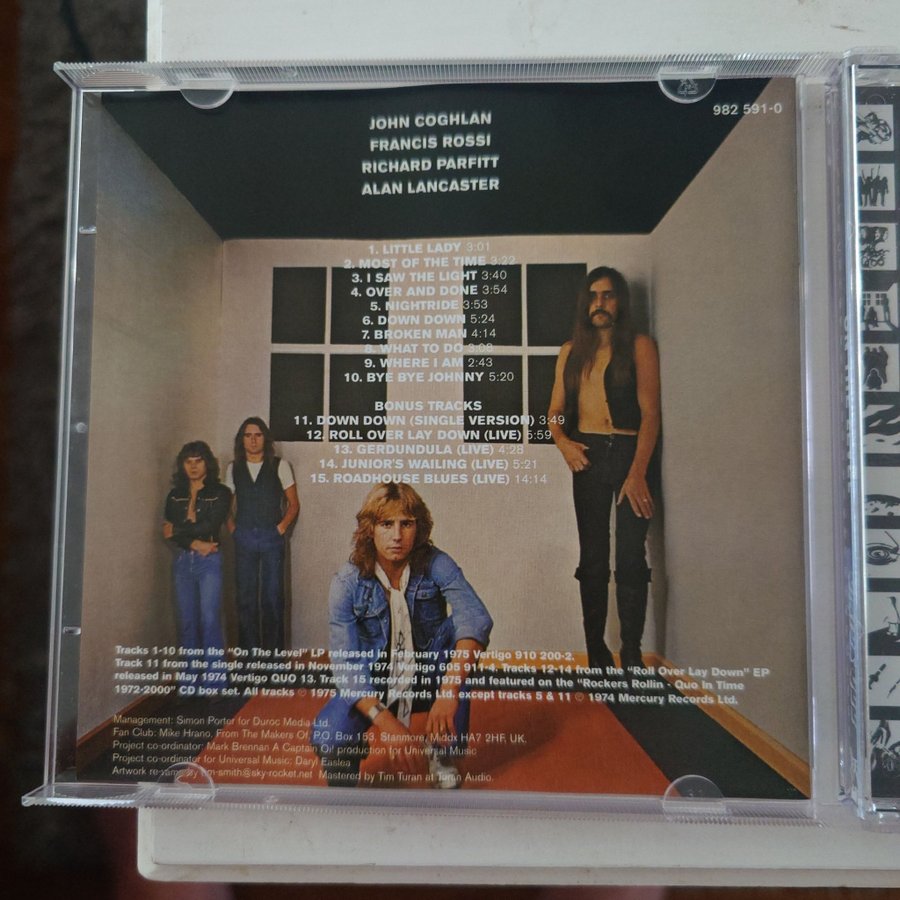 982 591-0
JOHN COGHLAN
FRANCIS ROSSI
RICHARD PARFITT
ALAN LANCASTER
1. LITTLE LADY 3:01
2. MOST OF THE TIME 3:22
3. I SAW THE LIGHT 3:40
4. OVER AND DONE 3:54
5. NIGHTRIDE 3:53
6. DOWN DOWN 5:24
7. BROKEN MAN 4:14
8. WHAT TO DO 3:08
9. WHERE I AM 2:43
10. BYE BYE JOHNNY 5:20
BONUS TRACKS
11. DOWN DOWN (SINGLE VERSION) 3:49
12. ROLL OVER LAY DOWN (LIVE) 5:59
13. GERDUNDULA (LIVE) 4:28
14. JUNIOR'S WAILING (LIVE) 5:21
15. ROADHOUSE BLUES (LIVE) 14:14
Tracks 1-10 from the "On The Level" LP released in February 1975 Vertigo 910 200-2.
Track 11 from the single released in November 1974 Vertigo 605 911-4. Tracks 12-14 from the "Roll Over Lay Down" EP
released in May 1974 Vertigo QUO 13. Track 15 recorded in 1975 and featured on the "Rockers Rollin - Quo In Time
1972-2000" CD box set. All tracks ℗ 1975 Mercury Records Ltd. except tracks 5 & 11 ℗ 1974 Mercury Records Ltd.
Management: Simon Porter for Duroc Media Ltd.
Fan Club: Mike Hrano, From The Makers Of, P.O. Box 153, Stanmore, Middx HA7 2HF, UK.
Project co-ordinator: Mark Brennan A Captain Oi! production for Universal Music
Project co-ordinator for Universal Music: Daryl Easlea
Artwork by sky-rocket.net Mastered by Tim Turan at Turan Audio.